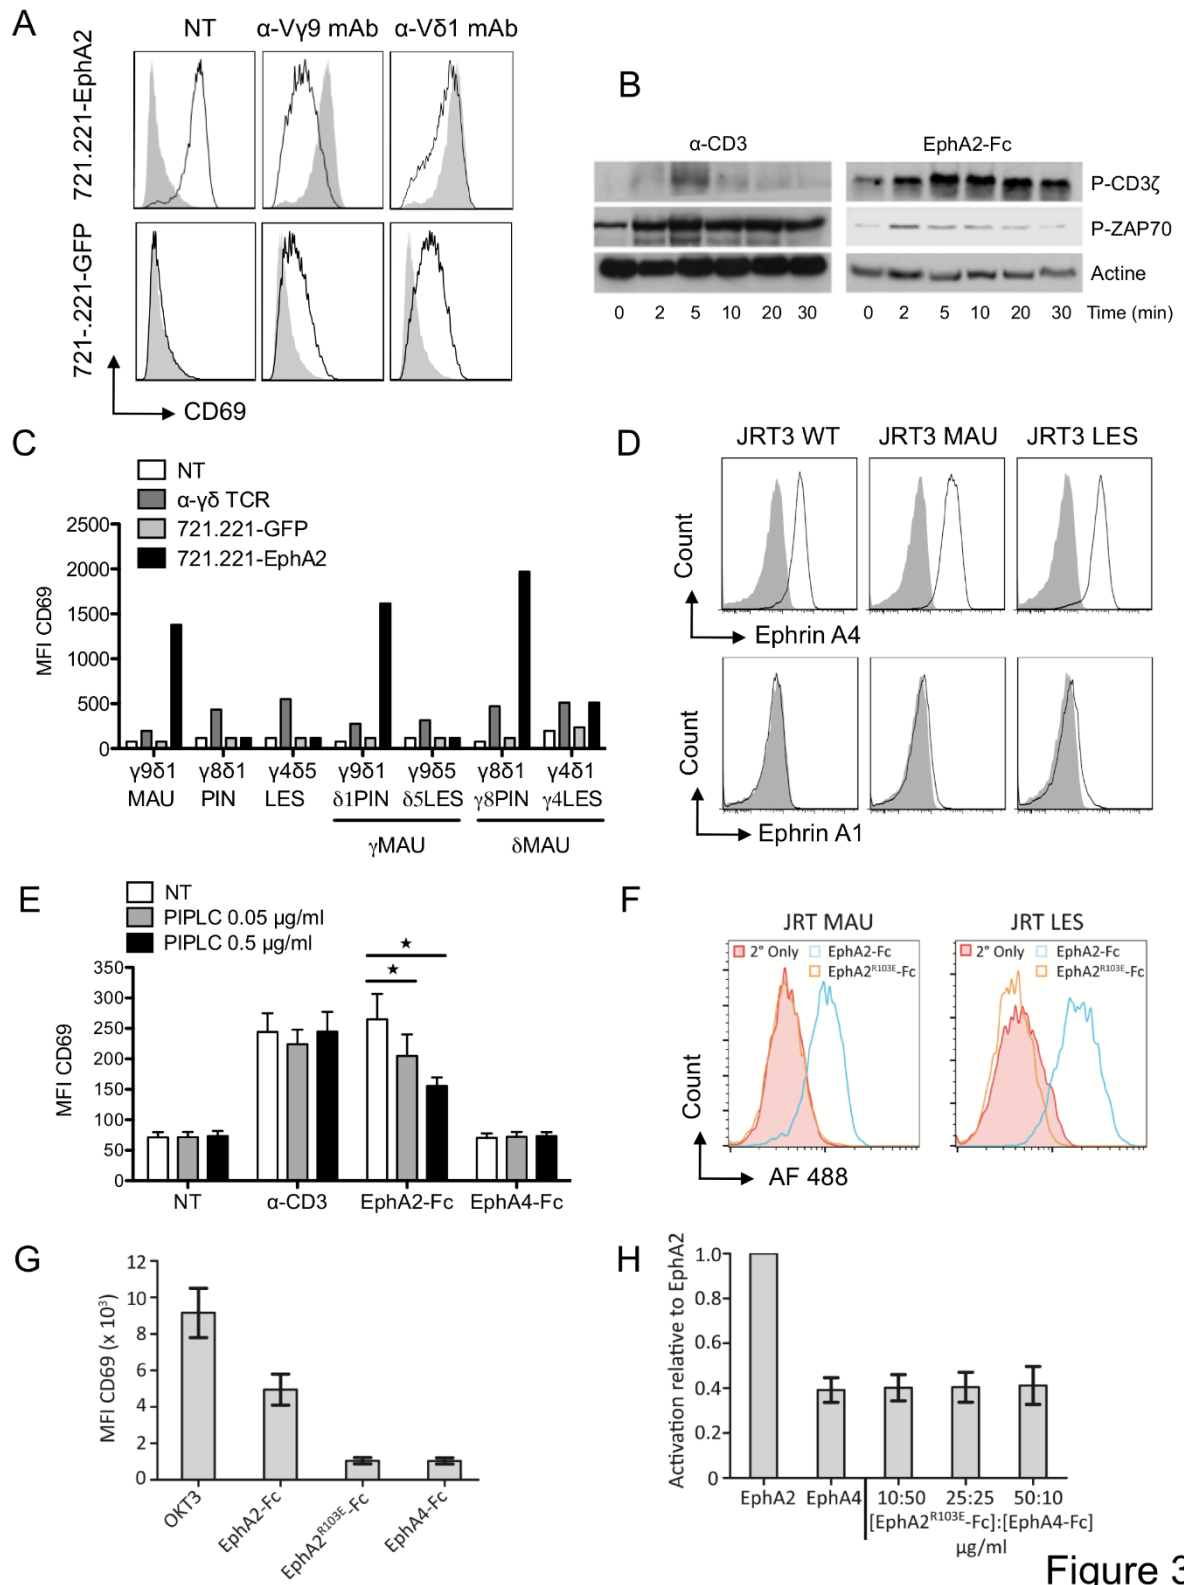 A
NT
α-Vγ9 mAb
α-Vδ1 mAb
721.221-EphA2
721-.221-GFP
CD69
B
α-CD3
EphA2-Fc
P-CD3ζ
P-ZAP70
Actine
0 2 5 10 20 30
0 2 5 10 20 30
Time (min)
C
NT
α-γδ TCR
721.221-GFP
721.221-EphA2
MFI CD69
2500
2000
1500
1000
500
0
γ9δ1 γ8δ1 γ4δ5 γ9δ1 γ9δ5 γ8δ1 γ4δ1
MAU PIN LES δ1PIN δ5LES γ8PIN γ4LES
γMAU
δMAU
D
JRT3 WT
JRT3 MAU
JRT3 LES
Count
Ephrin A4
Count
Ephrin A1
E
NT
PIPLC 0.05 µg/ml
PIPLC 0.5 µg/ml
MFI CD69
350
300
250
200
150
100
50
0
★
★
NT
α-CD3
EphA2-Fc
EphA4-Fc
F
JRT MAU
2° Only
EphA2-Fc
EphA2R103E-Fc
JRT LES
2° Only
EphA2-Fc
EphA2R103E-Fc
Count
AF 488
G
MFI CD69 (x 10³)
12
10
8
6
4
2
0
OKT3
EphA2-Fc
EphA2R103E-Fc
EphA4-Fc
H
Activation relative to EphA2
1.0
0.8
0.6
0.4
0.2
0
EphA2 EphA4 10:50 25:25 50:10
[EphA2R103E-Fc]:[EphA4-Fc]
µg/ml
Figure 3